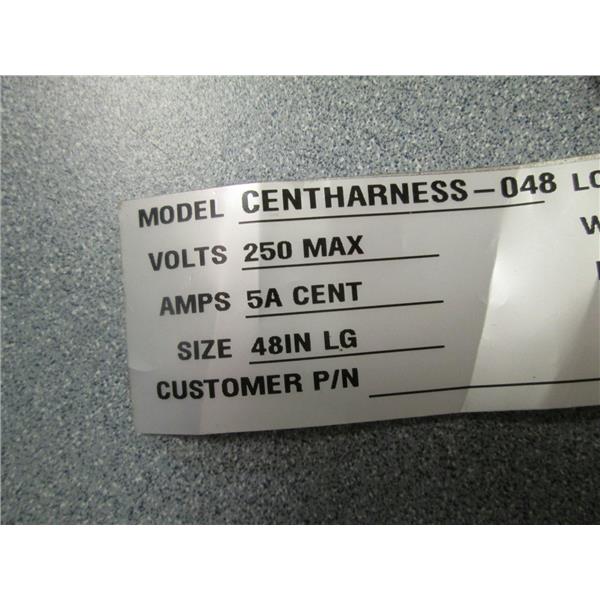 MODEL CENTHARNESS-048
VOLTS 250 MAX
AMPS 5A CENT
SIZE 48IN LG
CUSTOMER P/N